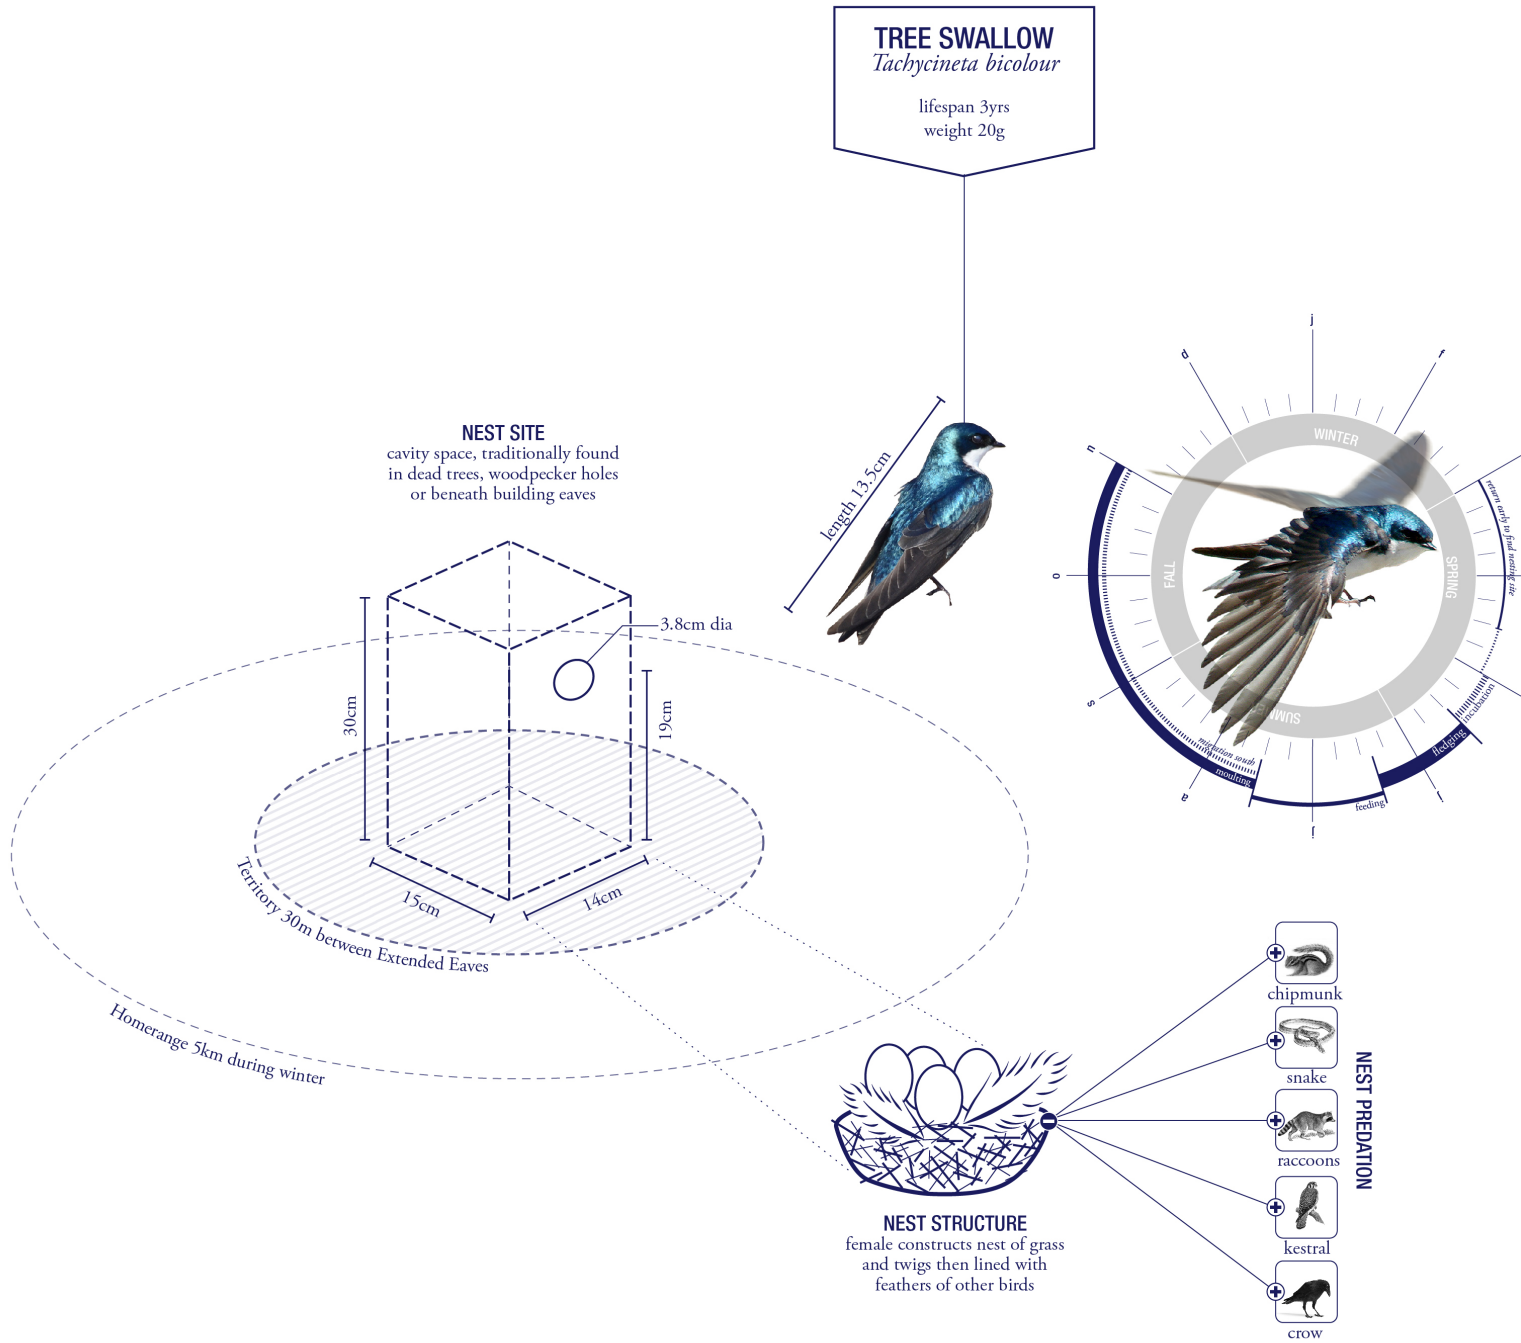 TREE SWALLOW
Tachycineta bicolour
lifespan 3yrs
weight 20g
length 13.5cm
NEST SITE
cavity space, traditionally found
in dead trees, woodpecker holes
or beneath building eaves
3.8cm dia
30cm
19cm
15cm
14cm
Territory 30m between Extended Eaves
Homerange 5km during winter
j
f
d
n
o
s
a
j
j
WINTER
SPRING
SUMMER
FALL
return early to find nesting site
incubation
fledging
feeding
moulting
migration south
NEST STRUCTURE
female constructs nest of grass
and twigs then lined with
feathers of other birds
NEST PREDATION
chipmunk
snake
raccoons
kestral
crow